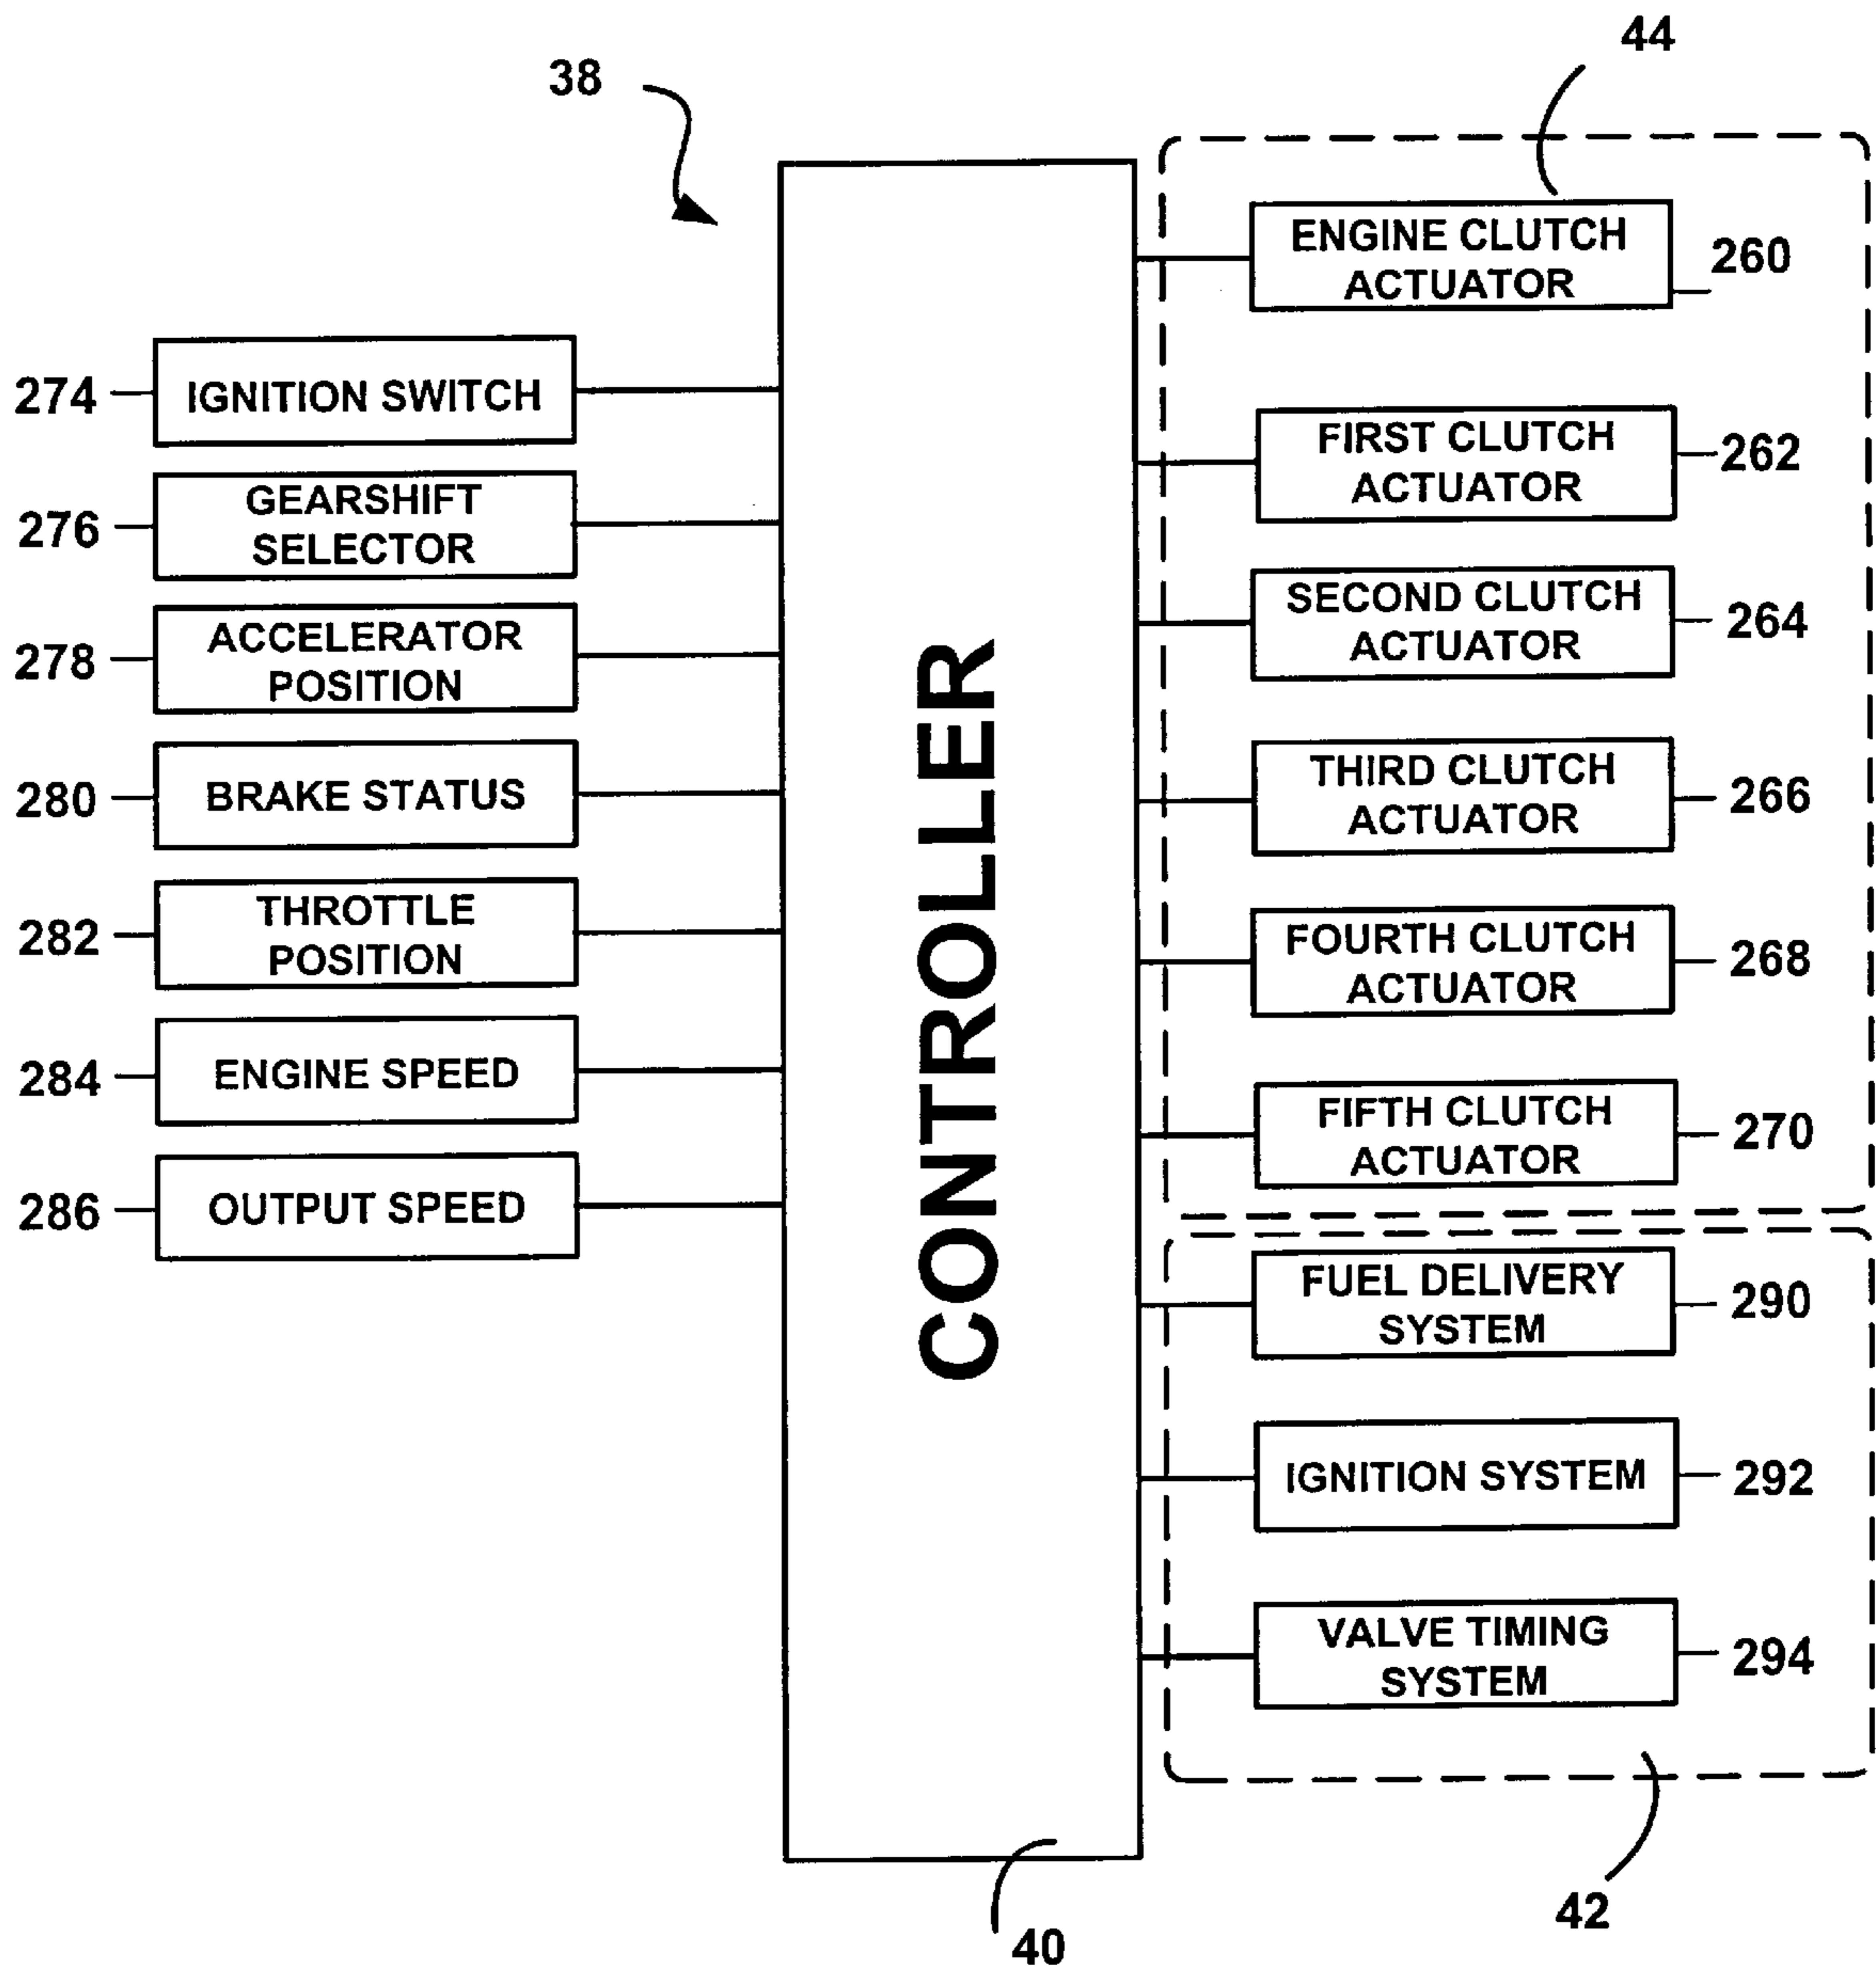 44
38
ENGINE CLUTCH
ACTUATOR
260
274
IGNITION SWITCH
FIRST CLUTCH
ACTUATOR
262
276
GEARSHIFT
SELECTOR
SECOND CLUTCH
ACTUATOR
264
278
ACCELERATOR
POSITION
CONTROLLER
280
BRAKE STATUS
THIRD CLUTCH
ACTUATOR
266
282
THROTTLE
POSITION
FOURTH CLUTCH
ACTUATOR
268
284
ENGINE SPEED
FIFTH CLUTCH
ACTUATOR
270
286
OUTPUT SPEED
FUEL DELIVERY
SYSTEM
290
IGNITION SYSTEM
292
VALVE TIMING
SYSTEM
294
42
40